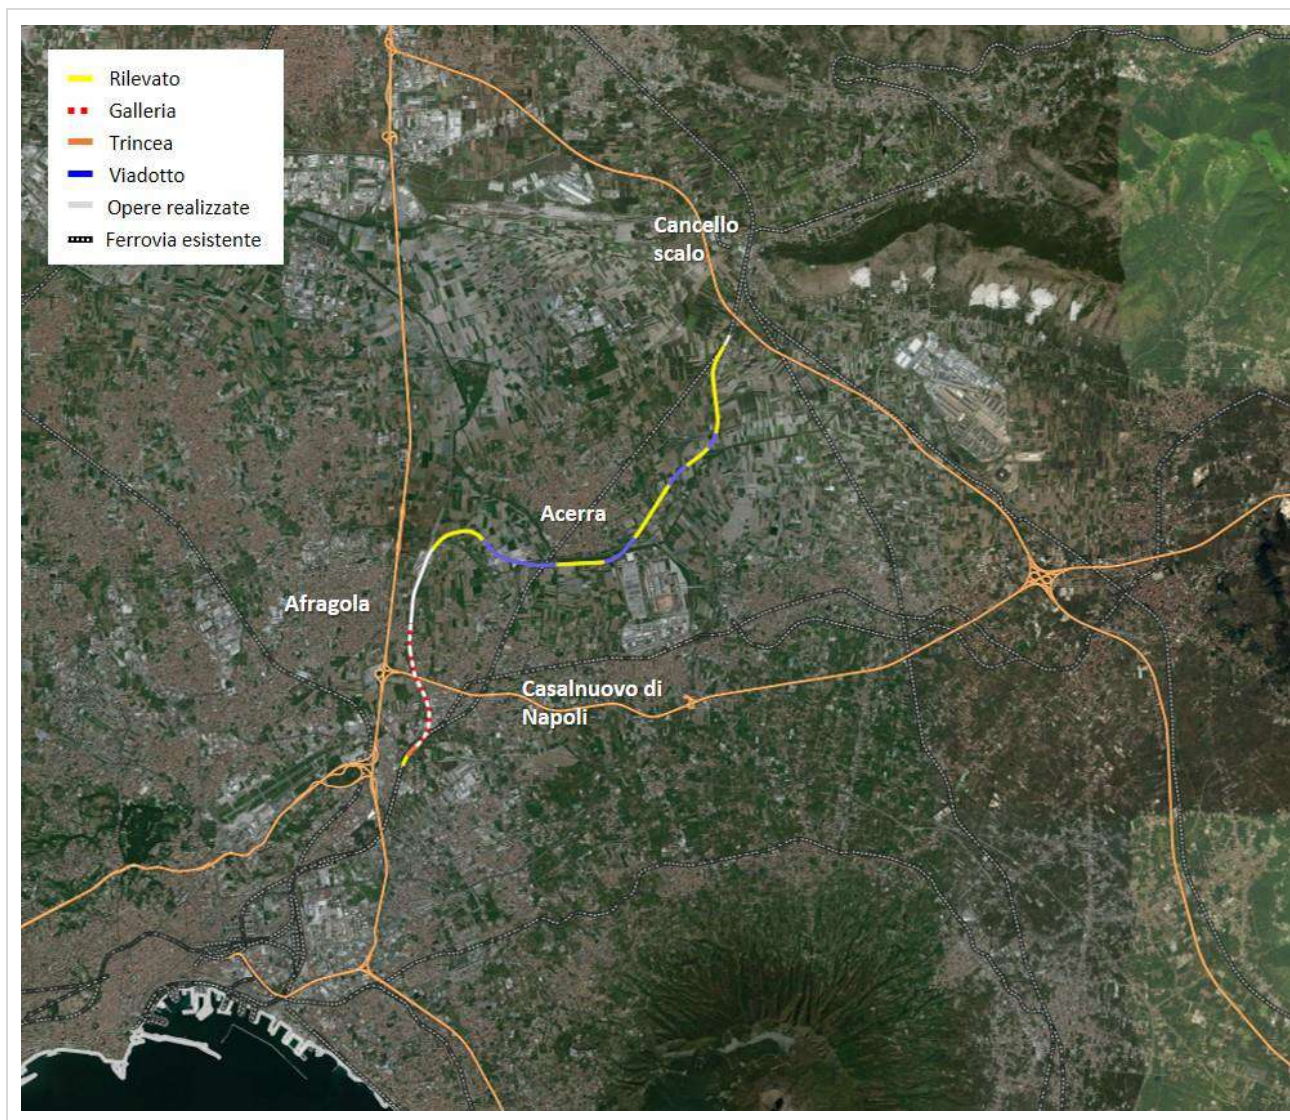 Rilevato
Galleria
Trincea
Viadotto
Opere realizzate
Ferrovia esistente
Cancello
scalo
Acerra
Afragola
Casalnuovo di
Napoli